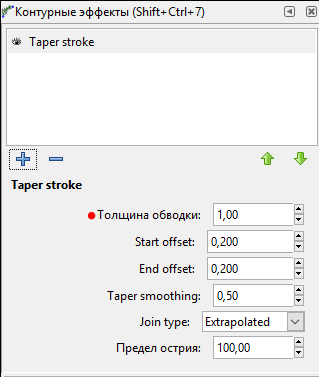 Контурные эффекты (Shift+Ctrl+7)
Taper stroke
Taper stroke
Толщина обводки: 1,00
Start offset: 0,200
End offset: 0,200
Taper smoothing: 0,50
Join type: Extrapolated
Предел острия: 100,00